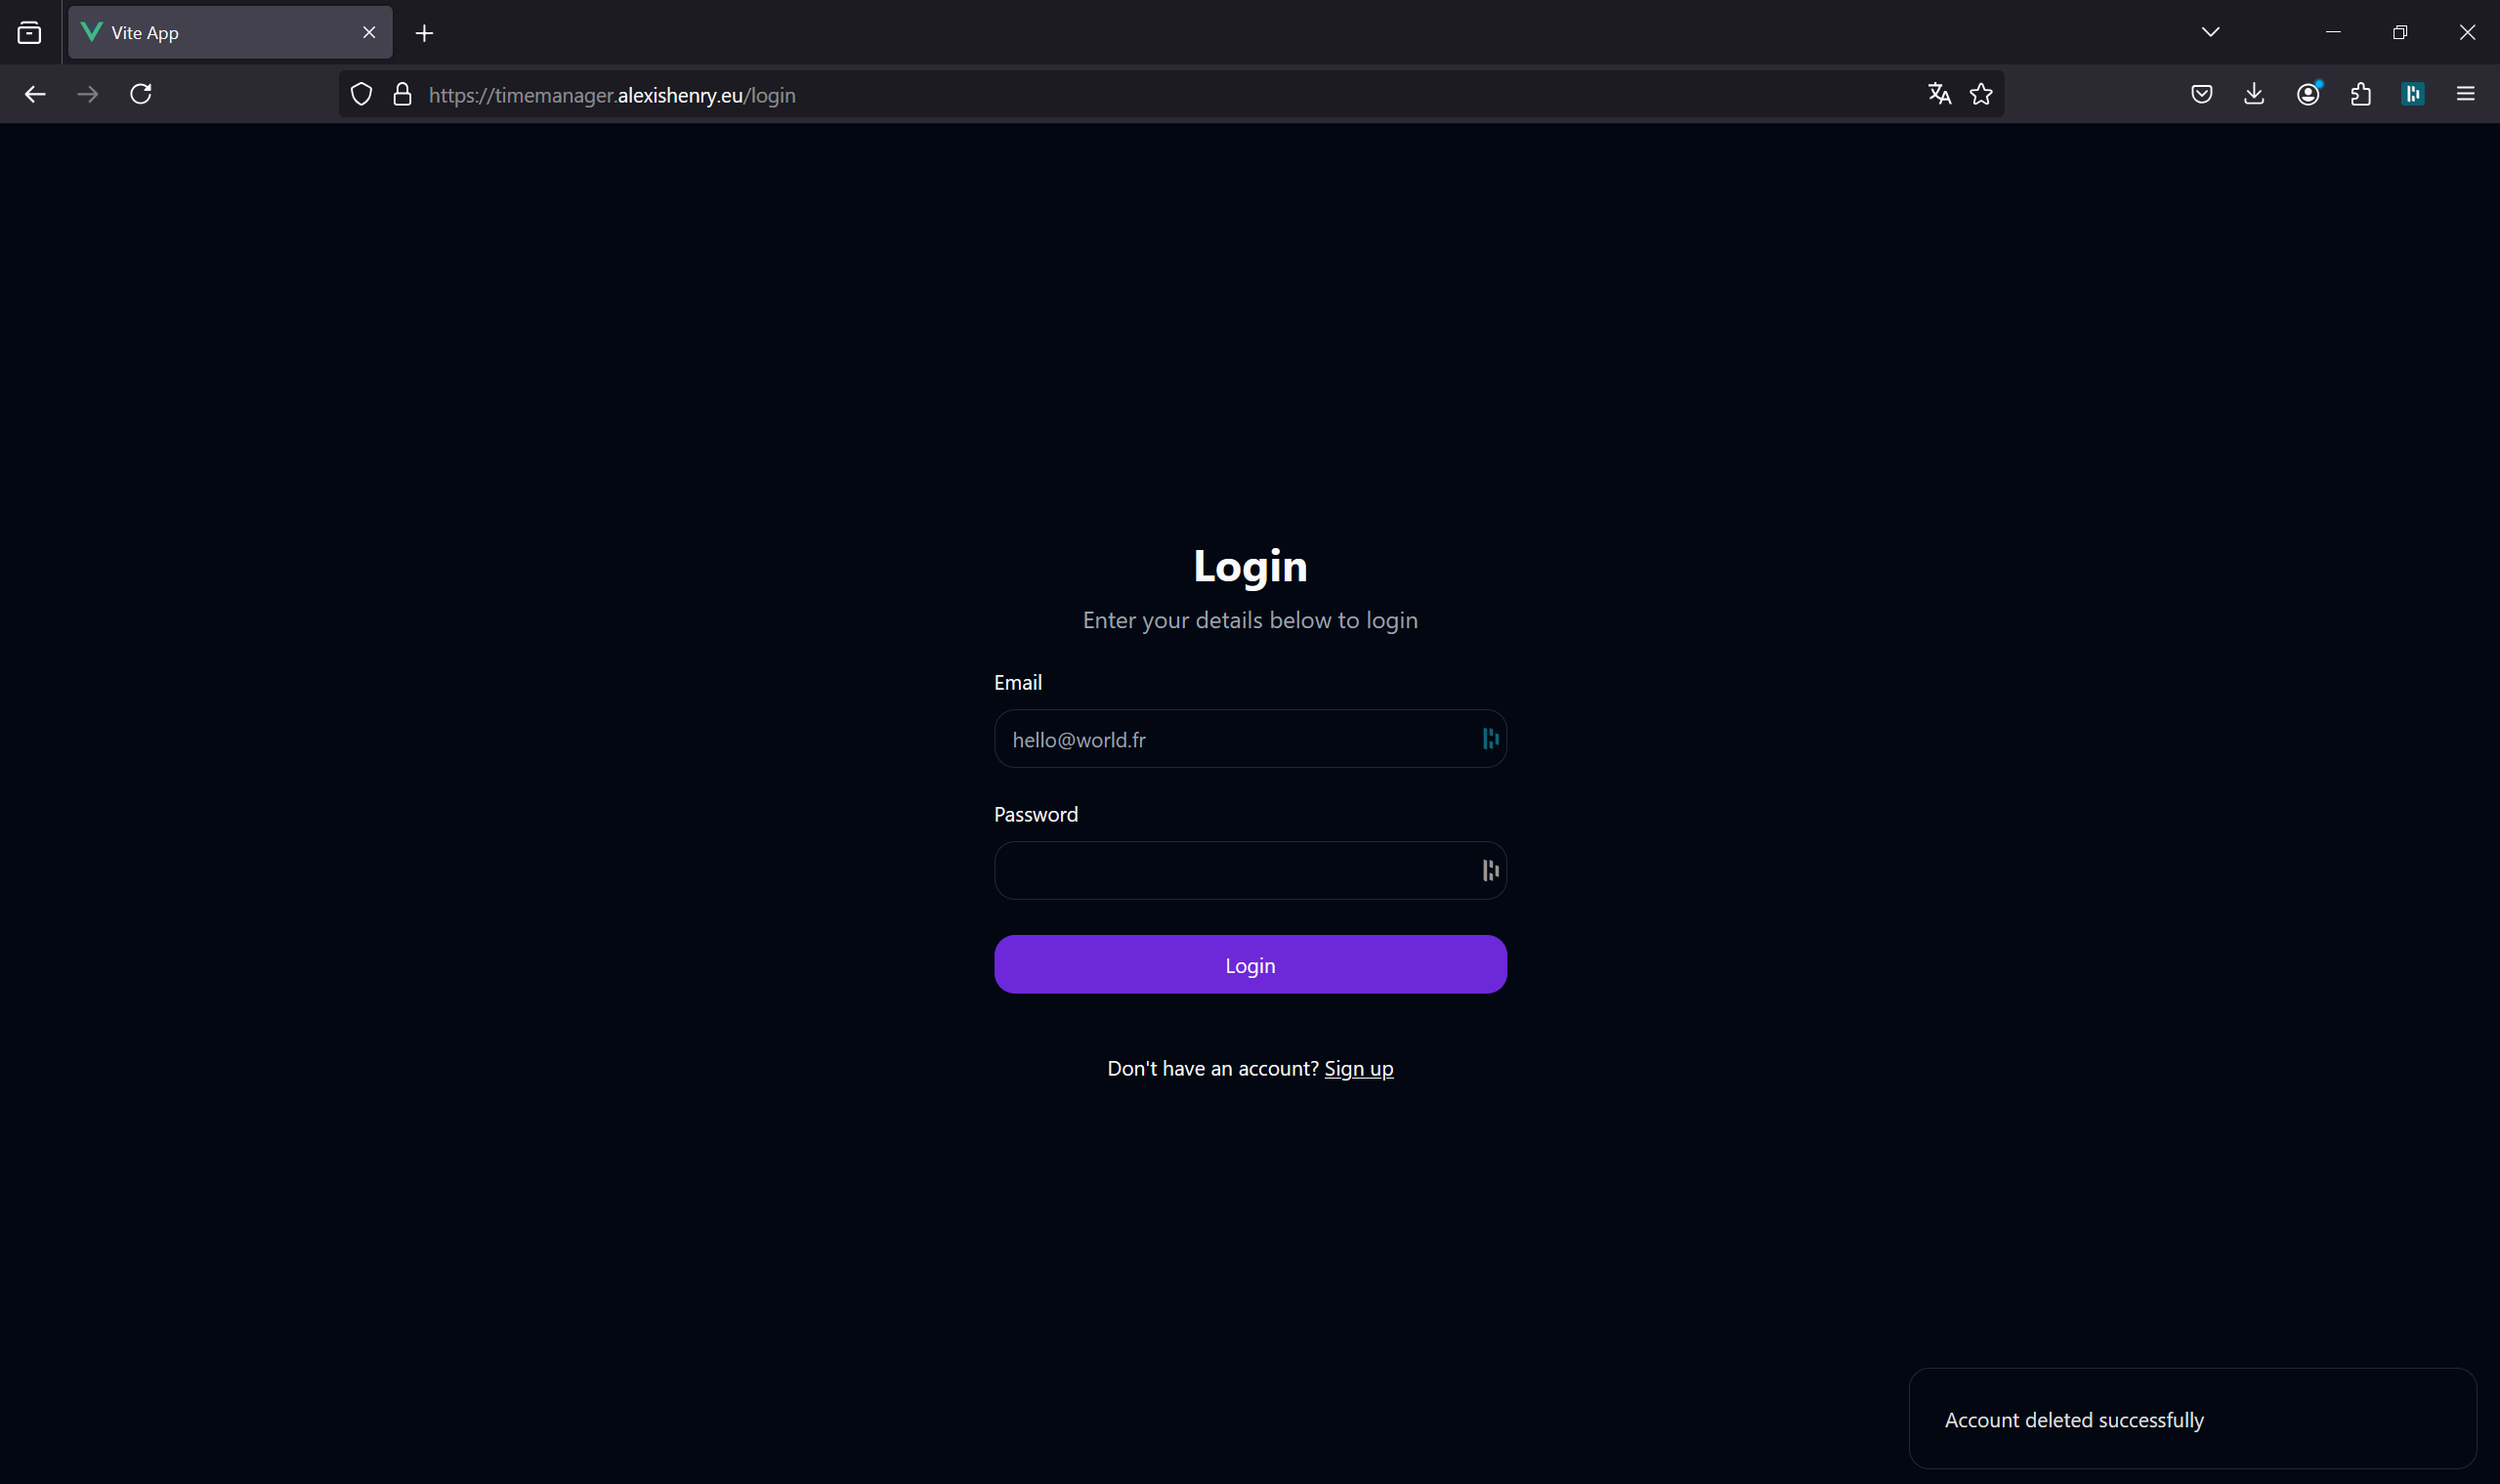 Vite App
https://timemanager.alexishenry.eu/login
Login
Enter your details below to login
Email
hello@world.fr
Password
Login
Don't have an account? Sign up
Account deleted successfully